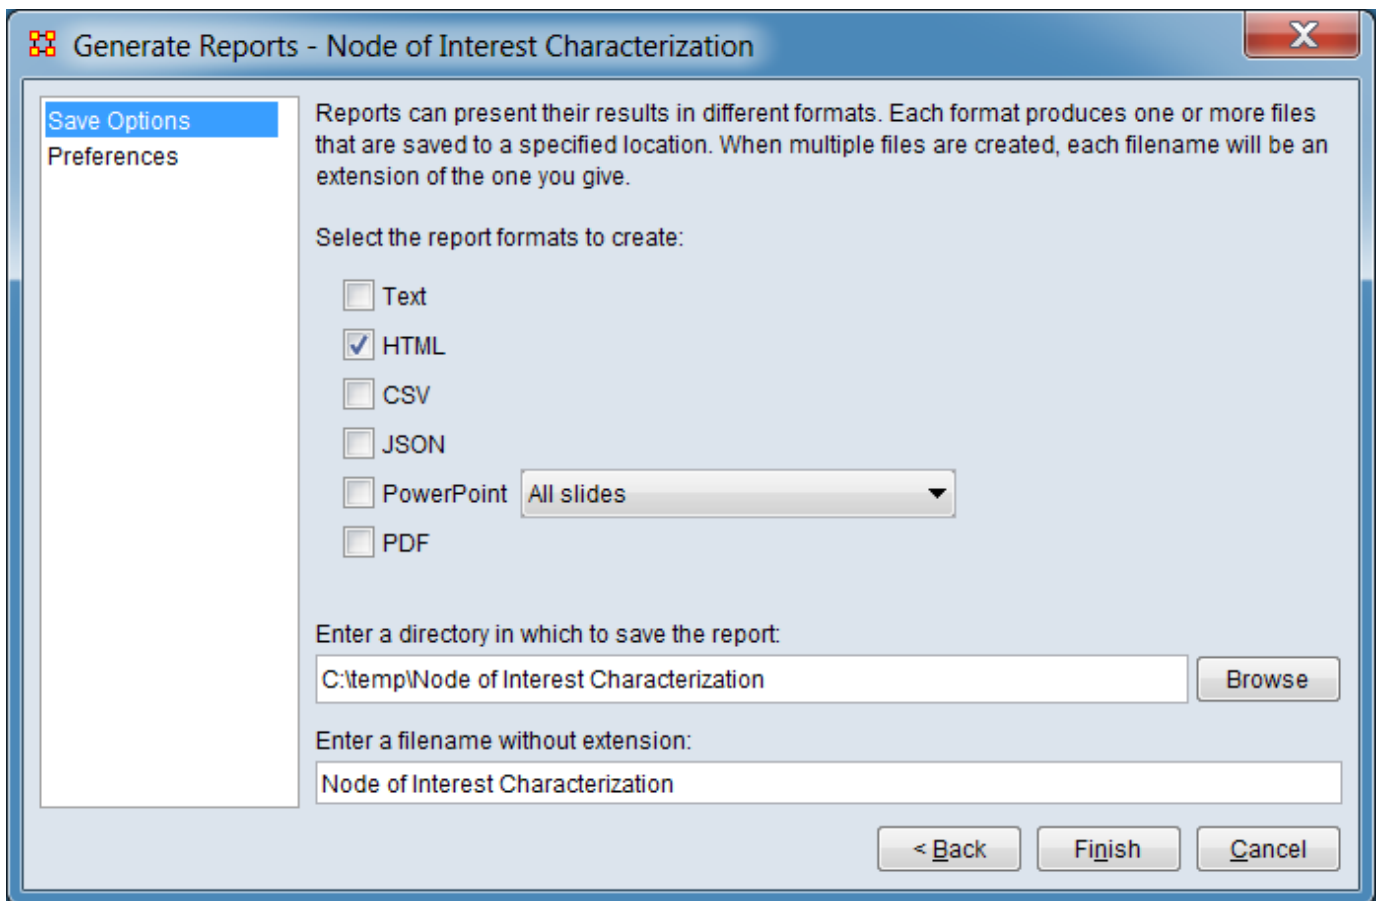 Generate Reports - Node of Interest Characterization
X
Save Options
Preferences
Reports can present their results in different formats. Each format produces one or more files
that are saved to a specified location. When multiple files are created, each filename will be an
extension of the one you give.
Select the report formats to create:
Text
HTML
CSV
JSON
PowerPoint All slides
PDF
Enter a directory in which to save the report:
C:\temp\Node of Interest Characterization Browse
Enter a filename without extension:
Node of Interest Characterization
< Back Finish Cancel